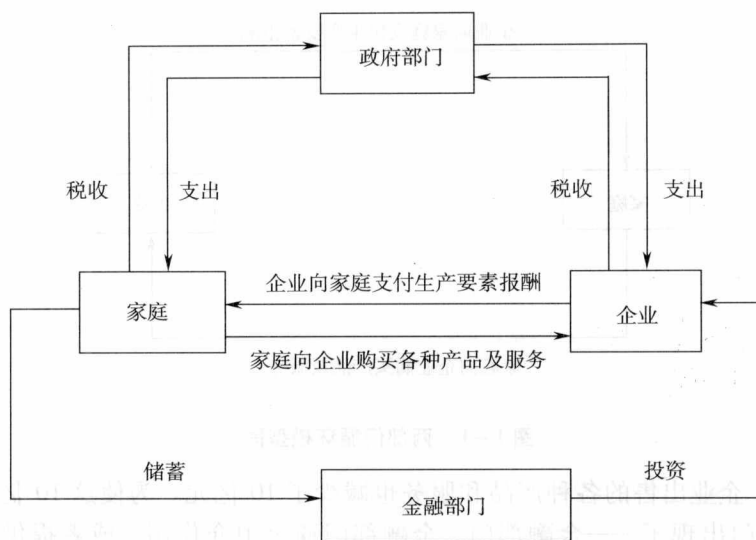 政府部门
税收
支出
税收
支出
企业向家庭支付生产要素报酬
家庭
企业
家庭向企业购买各种产品及服务
储蓄
投资
金融部门